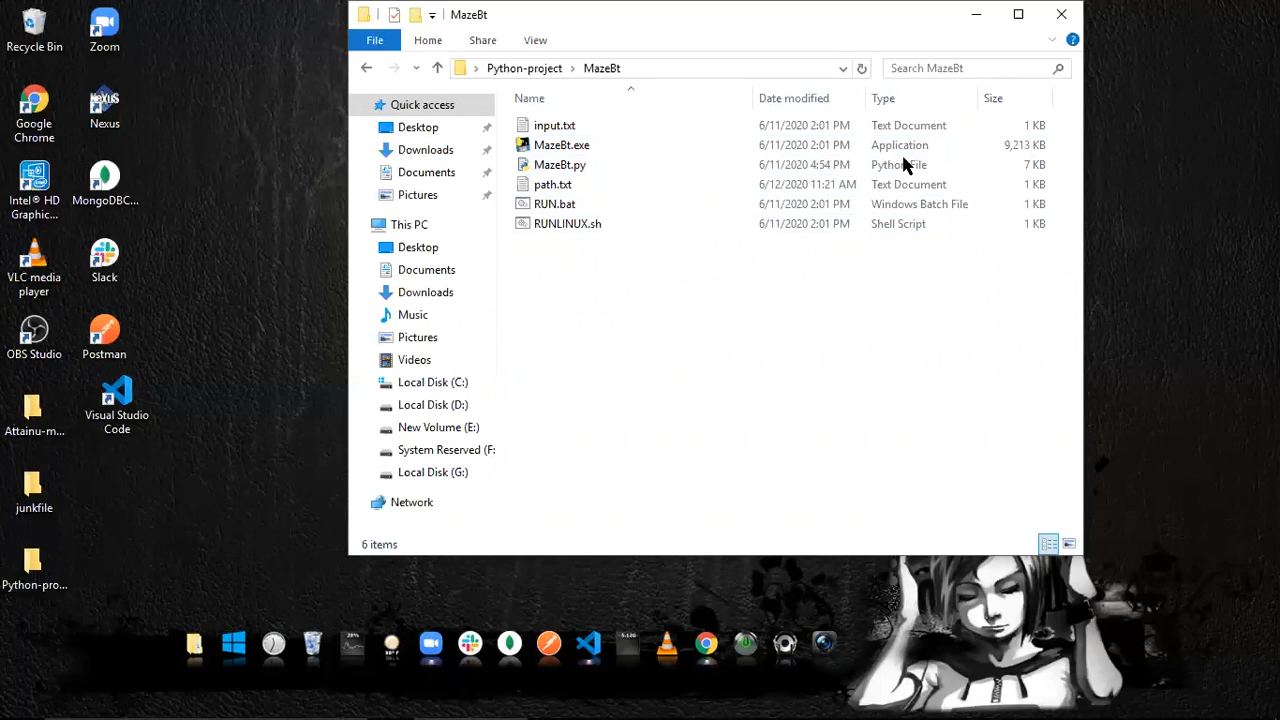 MazeBt
File
Home
Share
View
Python-project
MazeBt
Search MazeBt
Name
Date modified
Type
Size
input.txt
6/11/2020 2:01 PM
Text Document
1 KB
MazeBt.exe
6/11/2020 2:01 PM
Application
9,213 KB
MazeBt.py
6/11/2020 4:54 PM
Python File
7 KB
path.txt
6/12/2020 11:21 AM
Text Document
1 KB
RUN.bat
6/11/2020 2:01 PM
Windows Batch File
1 KB
RUNLINUX.sh
6/11/2020 2:01 PM
Shell Script
1 KB
Quick access
Desktop
Downloads
Documents
Pictures
This PC
Desktop
Documents
Downloads
Music
Pictures
Videos
Local Disk (C:)
Local Disk (D:)
New Volume (E:)
System Reserved (F:
Local Disk (G:)
Network
6 items
Recycle Bin
Zoom
Google
Chrome
Nexus
Intel® HD
Graphic...
MongoDBC...
VLC media
player
Slack
OBS Studio
Postman
Attainu-m...
Visual Studio
Code
junkfile
Python-pro...